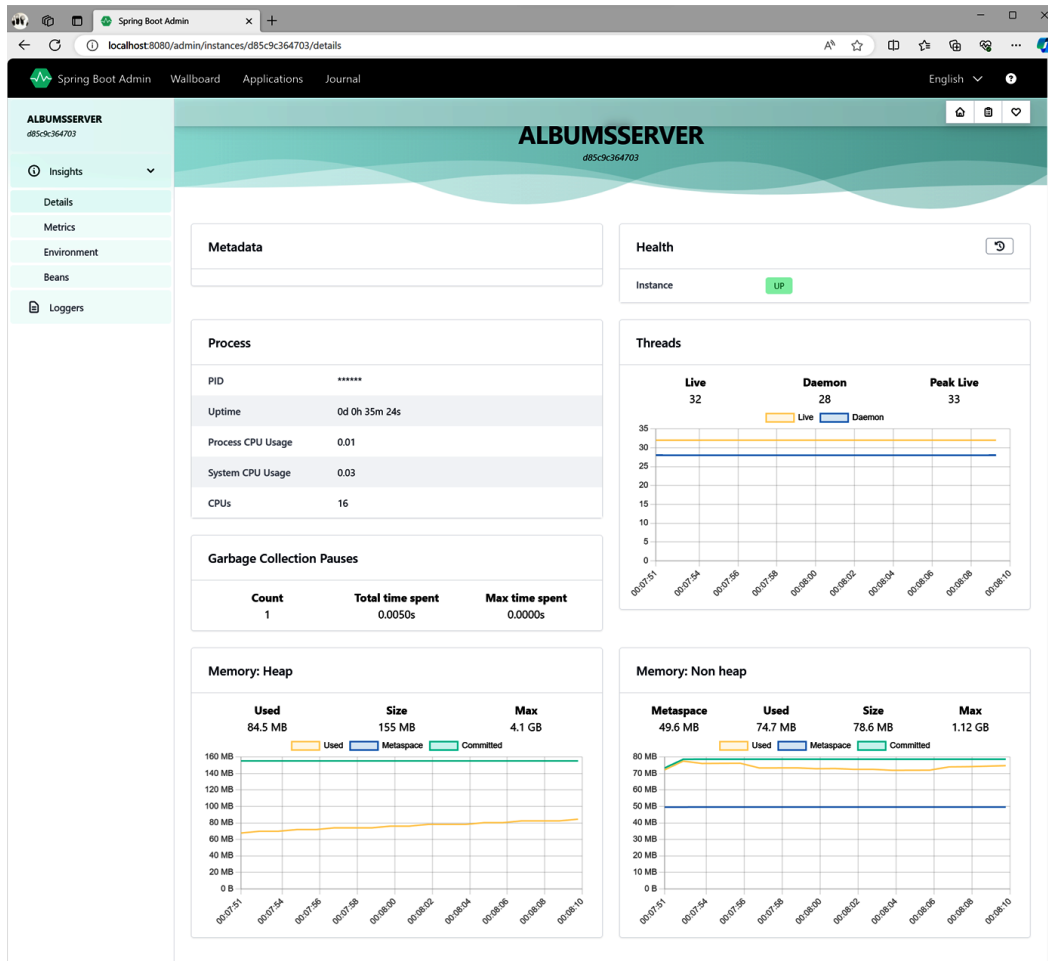 Spring Boot Admin
localhost:8080/admin/instances/d85c9c364703/details
Spring Boot Admin Wallboard Applications Journal English
ALBUMSSERVER
d85c9c364703
Insights
Details
Metrics
Environment
Beans
Loggers
ALBUMSSERVER
d85c9c364703
Metadata
Health
Instance UP
Process
PID ******
Uptime 0d 0h 35m 24s
Process CPU Usage 0.01
System CPU Usage 0.03
CPUs 16
Threads
Live Daemon Peak Live
32 28 33
Live Daemon
35
30
25
20
15
10
5
0
00:07:51 00:07:54 00:07:56 00:07:58 00:08:00 00:08:02 00:08:04 00:08:06 00:08:08 00:08:10
Garbage Collection Pauses
Count Total time spent Max time spent
1 0.0050s 0.0000s
Memory: Heap
Used Size Max
84.5 MB 155 MB 4.1 GB
Used Metaspace Committed
160 MB
140 MB
120 MB
100 MB
80 MB
60 MB
40 MB
20 MB
0 B
00:07:51 00:07:54 00:07:56 00:07:58 00:08:00 00:08:02 00:08:04 00:08:06 00:08:08 00:08:10
Memory: Non heap
Metaspace Used Size Max
49.6 MB 74.7 MB 78.6 MB 1.12 GB
Used Metaspace Committed
80 MB
70 MB
60 MB
50 MB
40 MB
30 MB
20 MB
10 MB
0 B
00:07:51 00:07:54 00:07:56 00:07:58 00:08:00 00:08:02 00:08:04 00:08:06 00:08:08 00:08:10